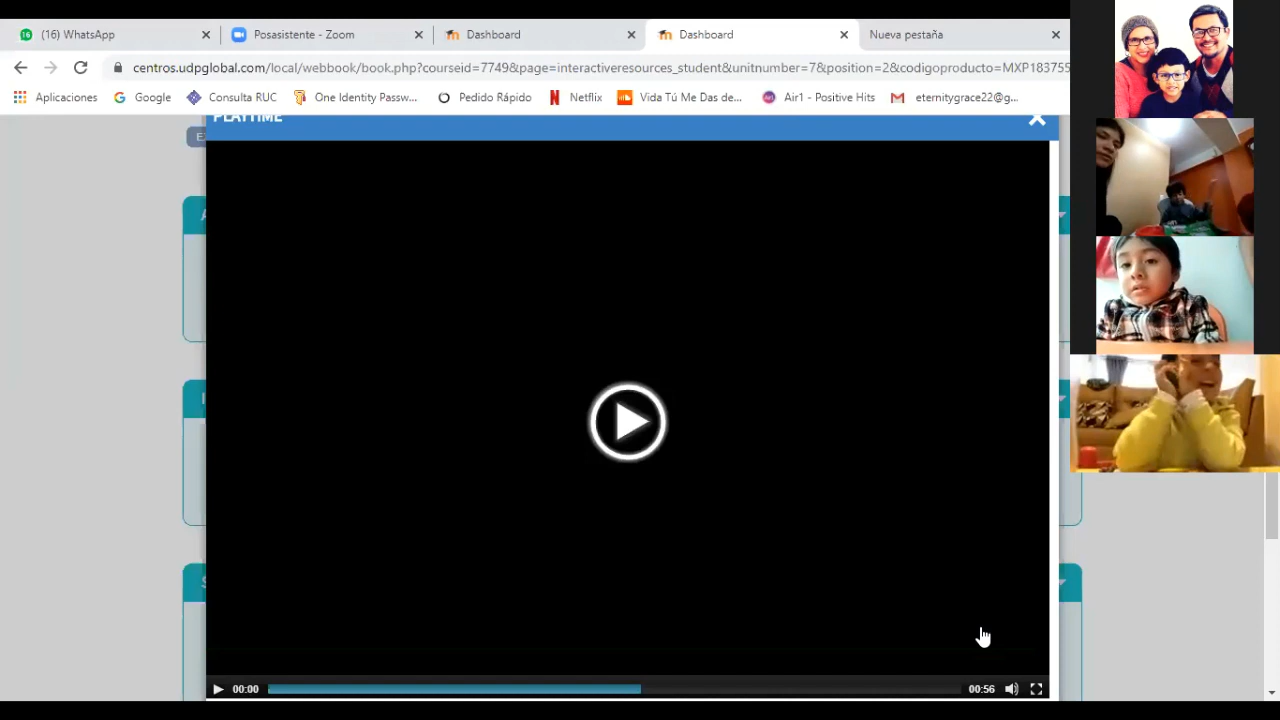 (16) WhatsApp
Posasistente - Zoom
Dashboard
Dashboard
Nueva pestaña
centros.udpglobal.com/local/webbook/book.php?courseid=7749&page=interactiveresources_student&unitnumber=7&position=2&codigoproducto=MXP183755
Aplicaciones
Google
Consulta RUC
One Identity Passw...
Pedido Rápido
Netflix
Vida Tú Me Das de...
Air1 - Positive Hits
eternitygrace22@g...
PLAYTIME
00:00
00:56